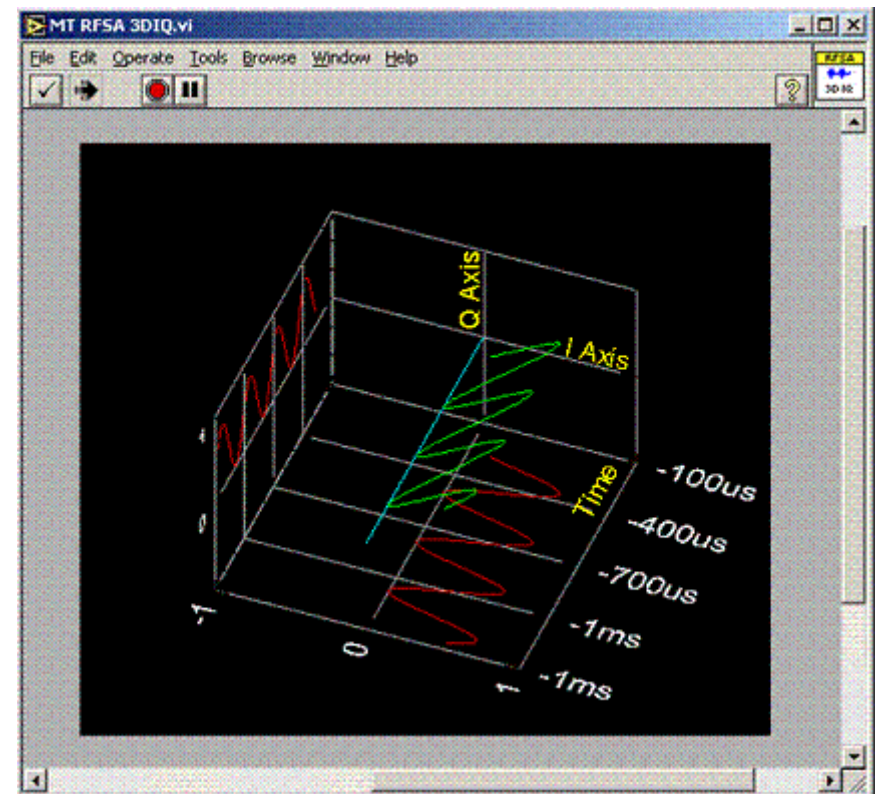 MT RFSA 3DIQ.vi
File Edit Operate Tools Browse Window Help
RFSA
3D IQ
Q Axis
I Axis
Time
-100us
-400us
-700us
-1ms
-1ms
1
0
-1
0
1